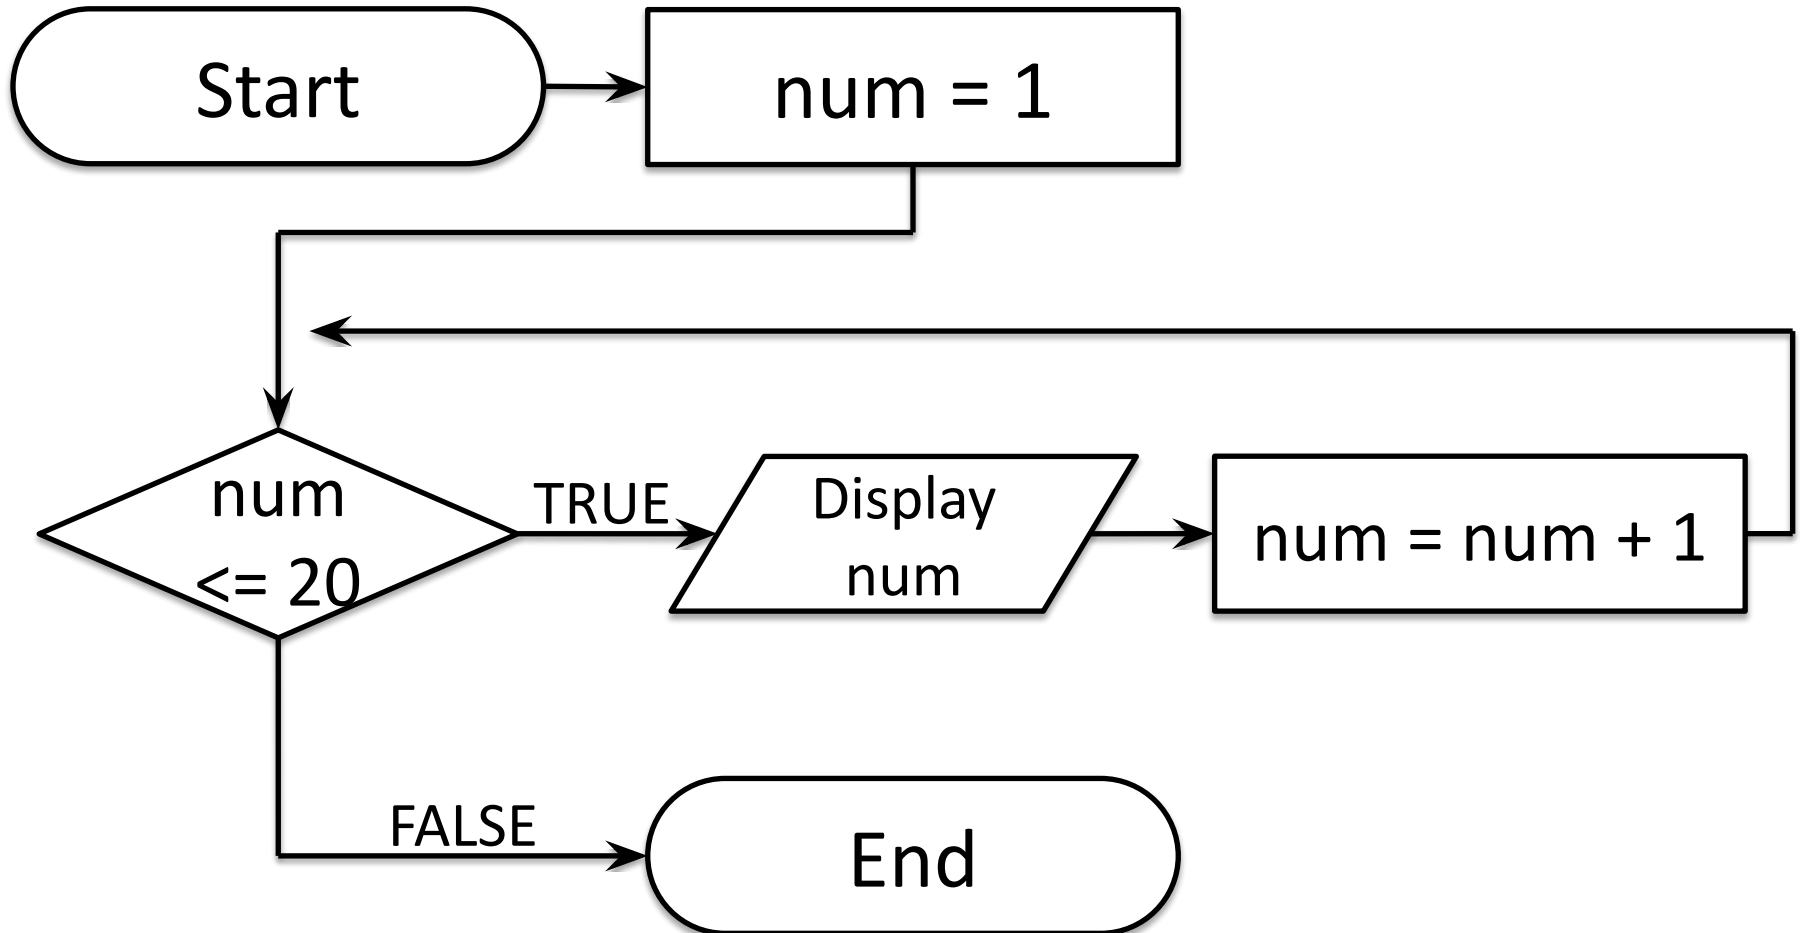 Start
num = 1
num
<= 20
TRUE
Display
num
num = num + 1
FALSE
End